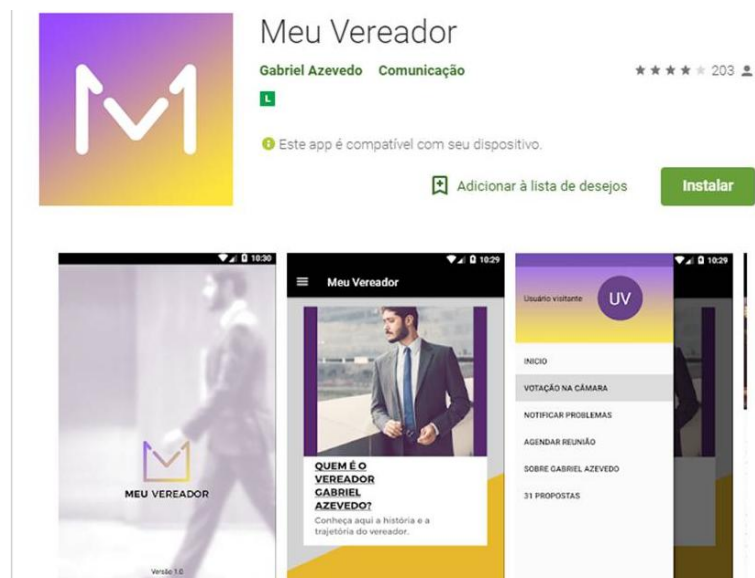 Meu Vereador
Gabriel Azevedo Comunicação
203
L
Este app é compatível com seu dispositivo.
Adicionar à lista de desejos
Instalar
10:30
MEU VEREADOR
Versão 1.0
10:29
Meu Vereador
QUEM É O
VEREADOR
GABRIEL
AZEVEDO?
Conheça aqui a história e a
trajetória do vereador.
10:29
Usuário visitante
UV
INICIO
VOTAÇÃO NA CÂMARA
NOTIFICAR PROBLEMAS
AGENDAR REUNIÃO
SOBRE GABRIEL AZEVEDO
31 PROPOSTAS